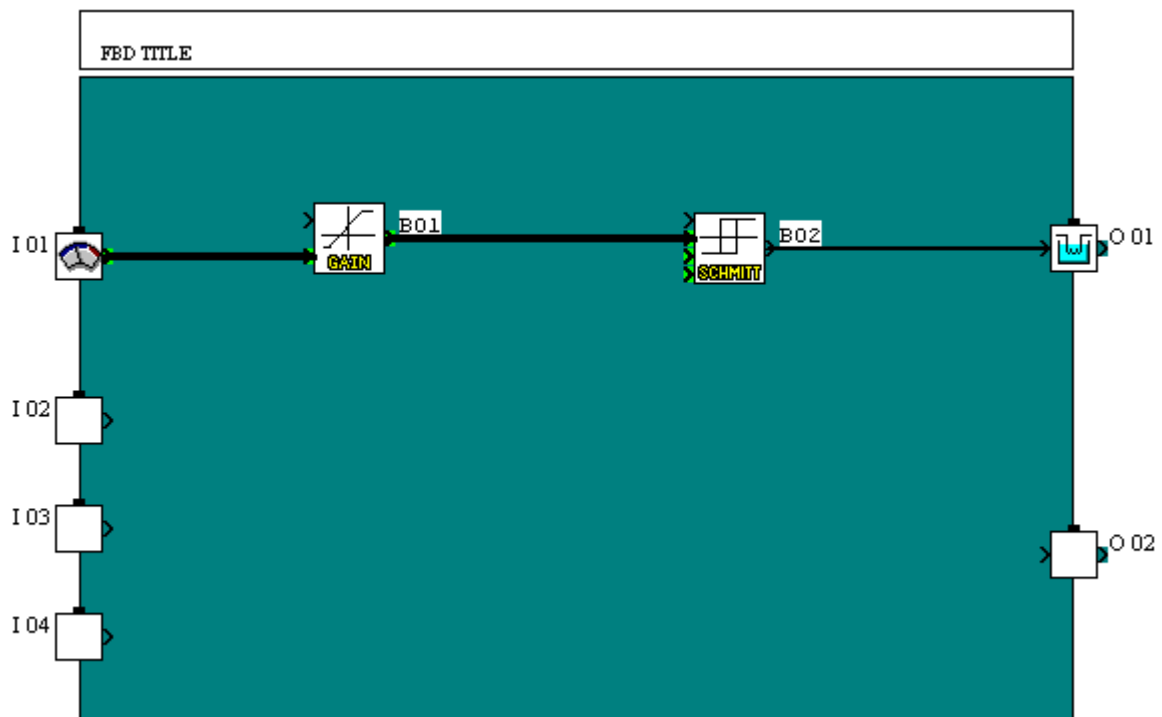 FBD TITLE
I 01
GAIN
B01
SCHMITT
B02
O 01
I 02
I 03
O 02
I 04